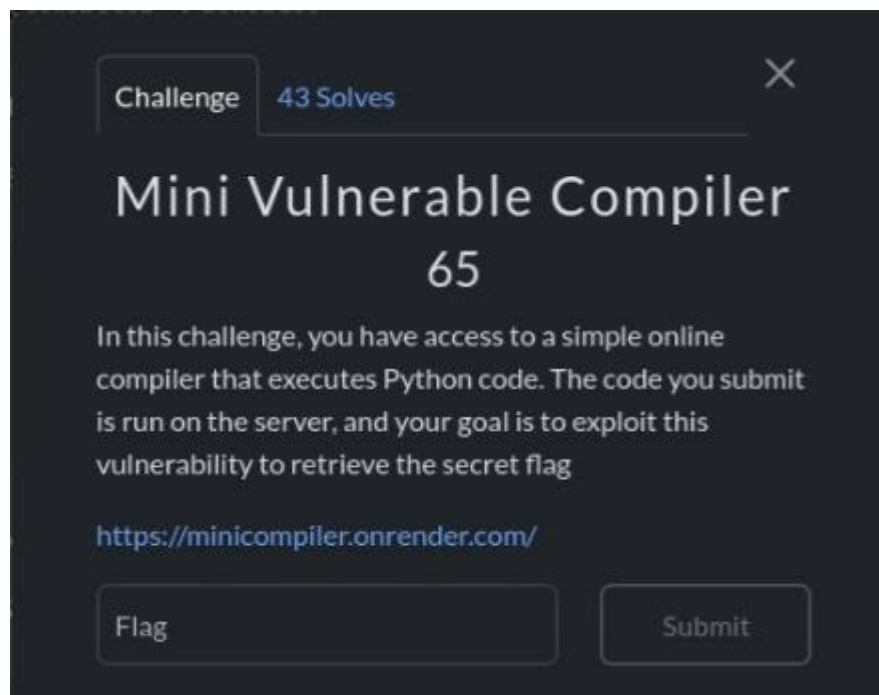 Challenge
43 Solves
Mini Vulnerable Compiler
65
In this challenge, you have access to a simple online
compiler that executes Python code. The code you submit
is run on the server, and your goal is to exploit this
vulnerability to retrieve the secret flag
https://minicompiler.onrender.com/
Flag
Submit